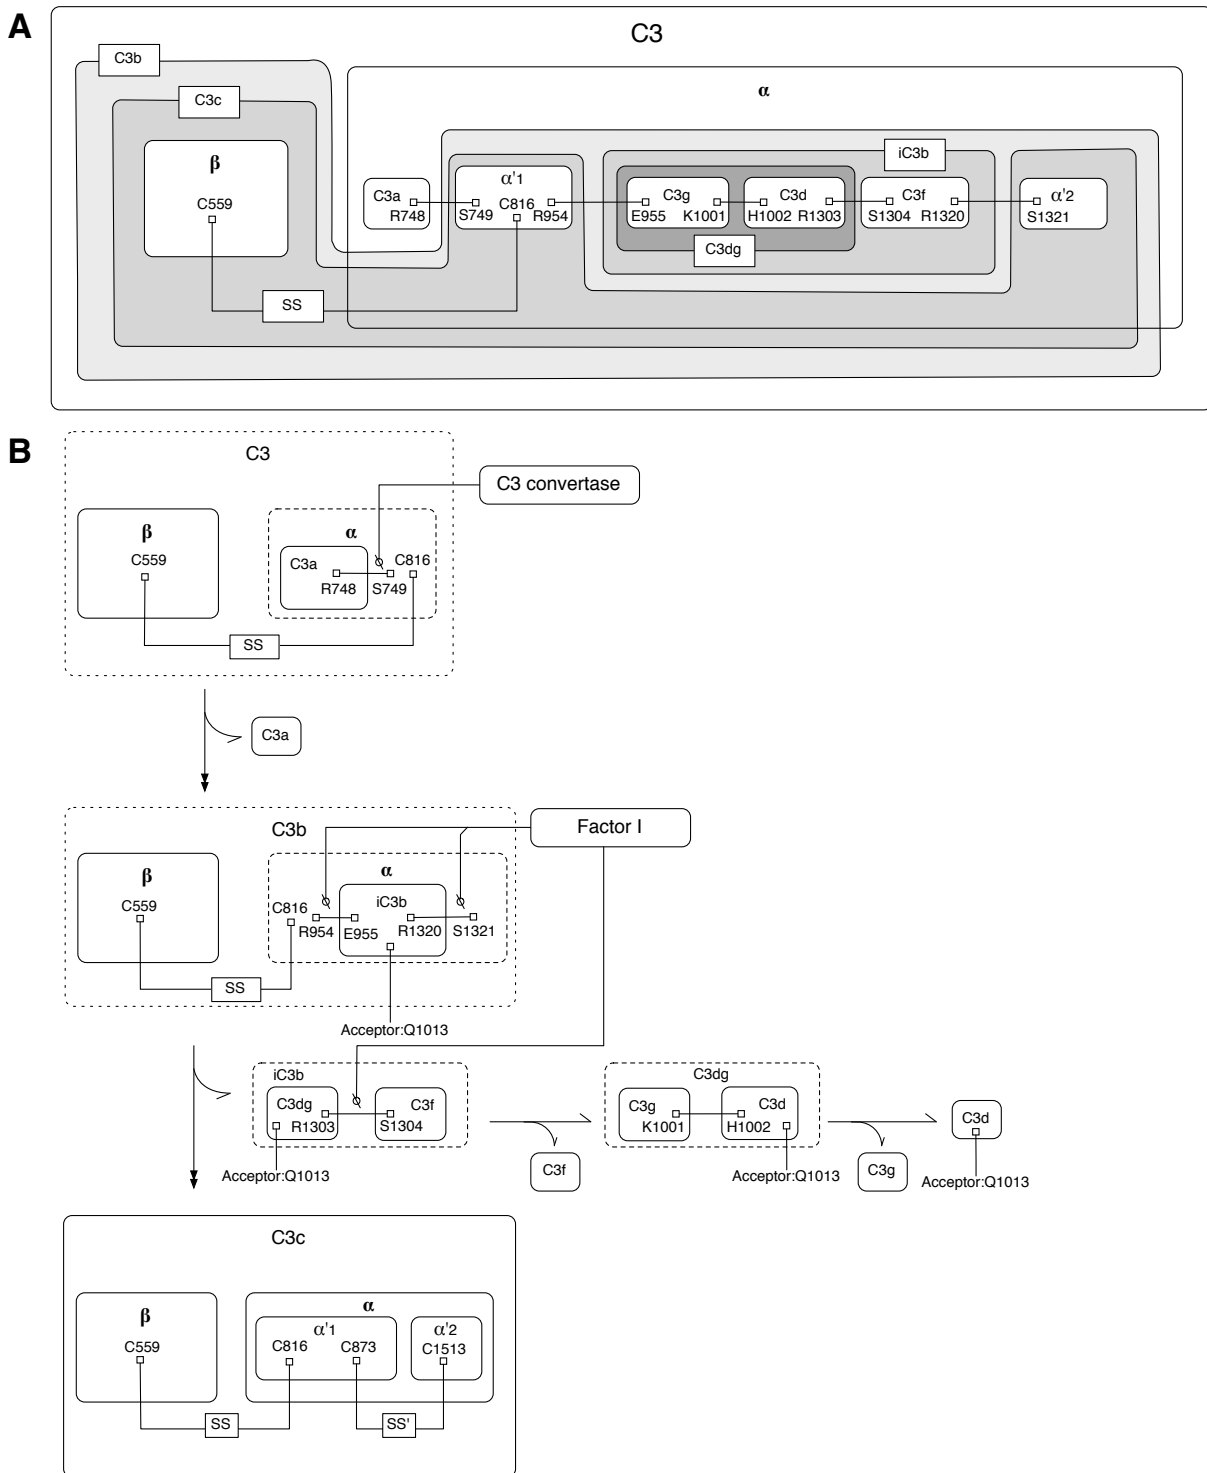 A
C3
C3b
α
C3c
iC3b
β
α'1
C3a
C3g
C3d
C3f
α'2
C559
R748
S749
C816
R954
E955
K1001
H1002
R1303
S1304
R1320
S1321
C3dg
SS
B
C3
C3 convertase
β
α
C559
C3a
C816
R748
S749
SS
C3a
C3b
Factor I
β
α
C559
C816
iC3b
R954
E955
R1320
S1321
SS
Acceptor:Q1013
iC3b
C3dg
C3dg
C3f
C3g
C3d
C3d
R1303
S1304
K1001
H1002
Acceptor:Q1013
C3f
Acceptor:Q1013
C3g
Acceptor:Q1013
C3c
β
α
α'1
α'2
C559
C816
C873
C1513
SS
SS'